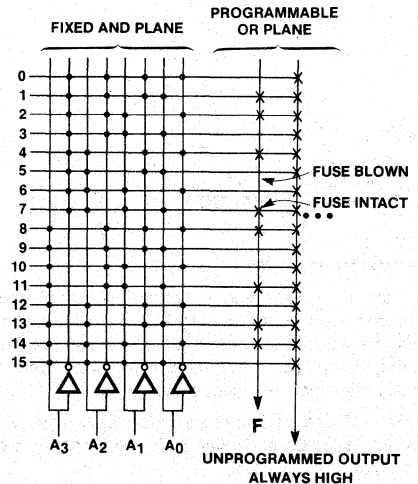 PROGRAMMABLE
FIXED AND PLANE
OR PLANE
0
1
2
3
4
5
FUSE BLOWN
6
FUSE INTACT
7
8
9
10
11
12
13
14
15
A3 A2 A1 A0
F
UNPROGRAMMED OUTPUT
ALWAYS HIGH